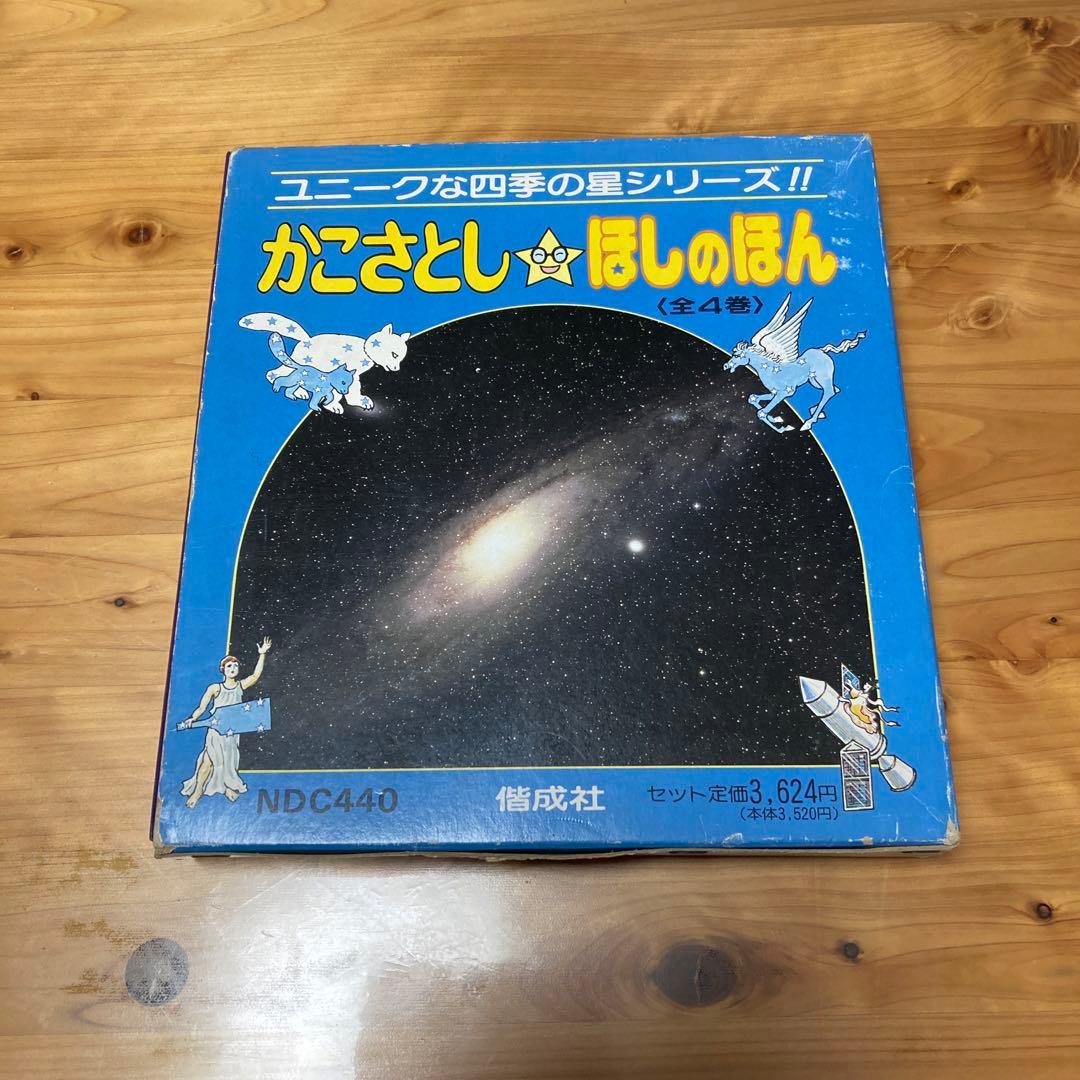 ユニークな四季の星シリーズ!!
かこさとし ほしのほん
〈全4巻〉
NDC440 偕成社 セット定価3,624円
(本体3,520円)